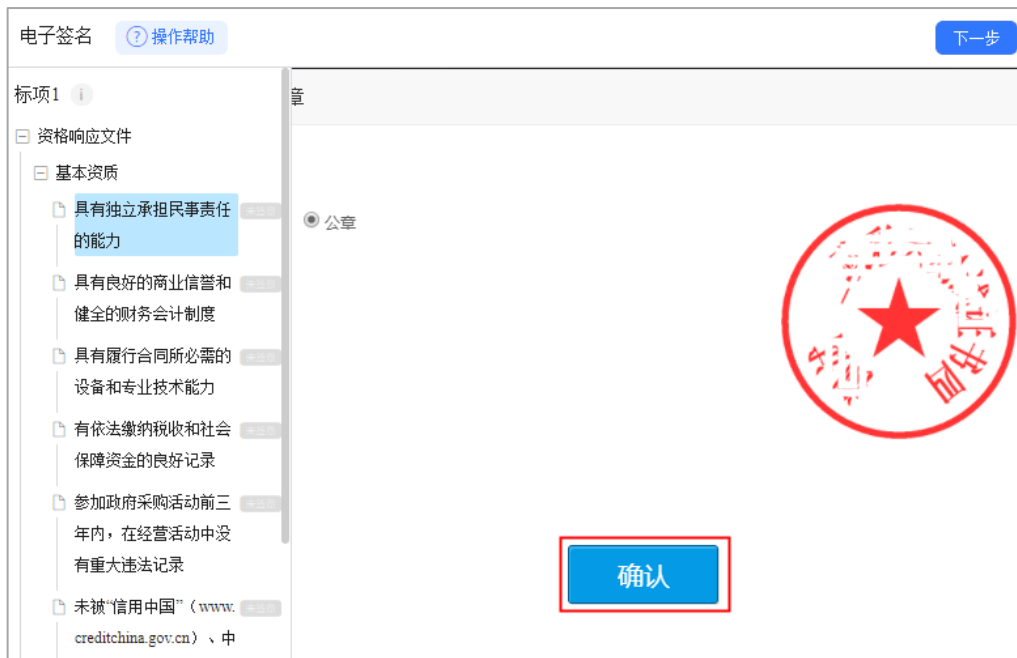 电子签名
? 操作帮助
下一步
标项1
i
章
资格响应文件
基本资质
具有独立承担民事责任
的能力
公章
具有良好的商业信誉和
健全的财务会计制度
具有履行合同所必需的
设备和专业技术能力
有依法缴纳税收和社会
保障资金的良好记录
参加政府采购活动前三
年内，在经营活动中没
有重大违法记录
未被“信用中国”（www.
creditchina.gov.cn）、中
证书四
确认